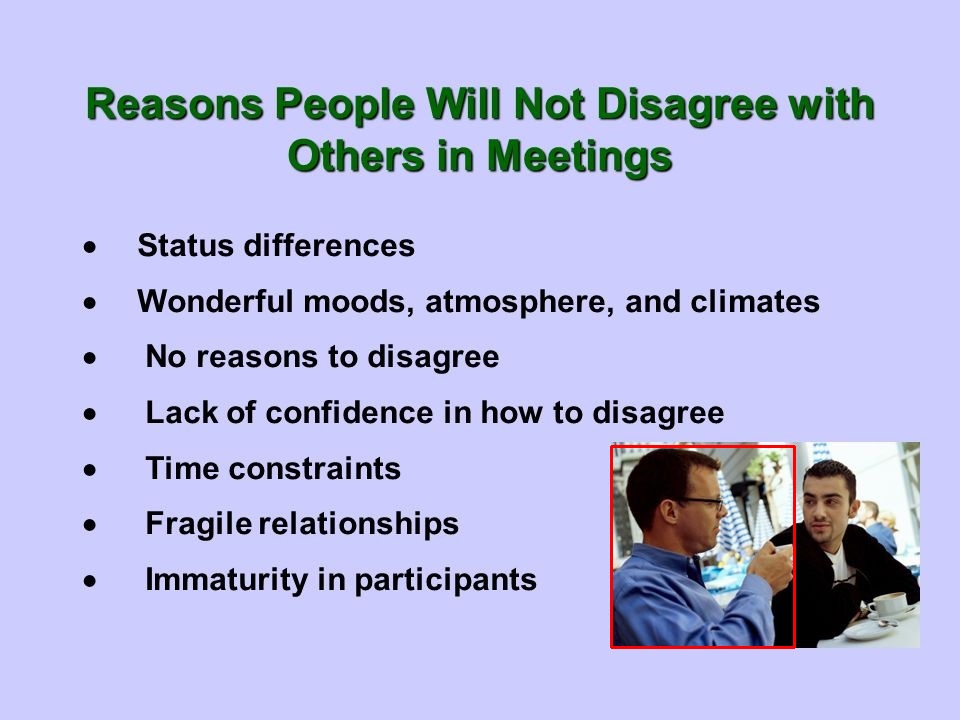 Reasons People Will Not Disagree with
Others in Meetings
• Status differences
• Wonderful moods, atmosphere, and climates
• No reasons to disagree
• Lack of confidence in how to disagree
• Time constraints
• Fragile relationships
• Immaturity in participants